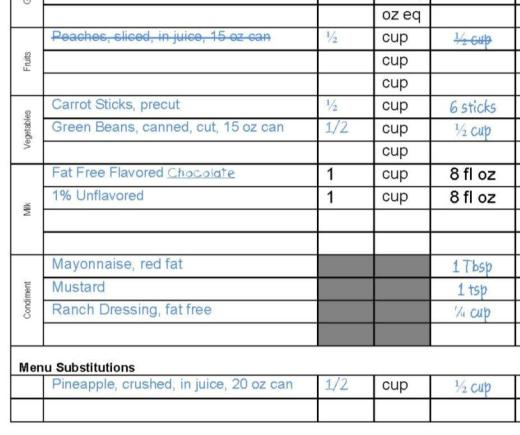 oz eq
Fruits
Peaches, sliced, in juice, 15 oz can ½ cup ½ cup
cup
cup
Vegetables
Carrot Sticks, precut ½ cup 6 sticks
Green Beans, canned, cut, 15 oz can 1/2 cup ½ cup
cup
Milk
Fat Free Flavored Chocolate 1 cup 8 fl oz
1% Unflavored 1 cup 8 fl oz
Condiment
Mayonnaise, red fat 1 Tbsp
Mustard 1 tsp
Ranch Dressing, fat free ¼ cup
Menu Substitutions
Pineapple, crushed, in juice, 20 oz can 1/2 cup ½ cup